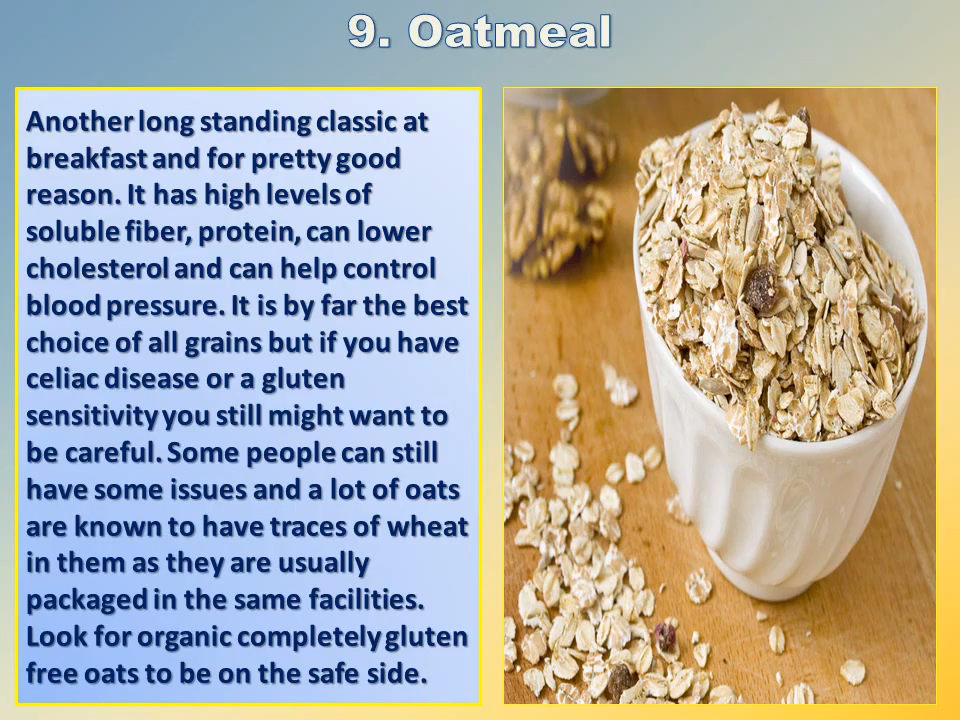 9. Oatmeal
Another long standing classic at
breakfast and for pretty good
reason. It has high levels of
soluble fiber, protein, can lower
cholesterol and can help control
blood pressure. It is by far the best
choice of all grains but if you have
celiac disease or a gluten
sensitivity you still might want to
be careful. Some people can still
have some issues and a lot of oats
are known to have traces of wheat
in them as they are usually
packaged in the same facilities.
Look for organic completely gluten
free oats to be on the safe side.